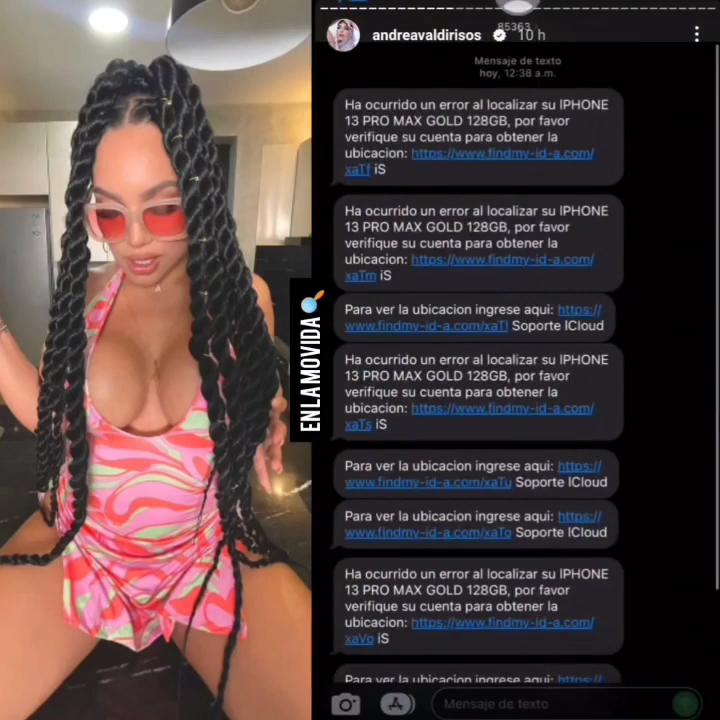 85363
andreavaldirisos 10 h
Mensaje de texto
hoy, 12:38 a.m.
Ha ocurrido un error al localizar su IPHONE
13 PRO MAX GOLD 128GB, por favor
verifique su cuenta para obtener la
ubicacion: https://www.findmy-id-a.com/
xaTf iS
Ha ocurrido un error al localizar su IPHONE
13 PRO MAX GOLD 128GB, por favor
verifique su cuenta para obtener la
ubicacion: https://www.findmy-id-a.com/
xaTm iS
Para ver la ubicacion ingrese aqui: https://
www.findmy-id-a.com/xaTl Soporte ICloud
Ha ocurrido un error al localizar su IPHONE
13 PRO MAX GOLD 128GB, por favor
verifique su cuenta para obtener la
ubicacion: https://www.findmy-id-a.com/
xaTs iS
Para ver la ubicacion ingrese aqui: https://
www.findmy-id-a.com/xaTu Soporte ICloud
Para ver la ubicacion ingrese aqui: https://
www.findmy-id-a.com/xaTo Soporte ICloud
Ha ocurrido un error al localizar su IPHONE
13 PRO MAX GOLD 128GB, por favor
verifique su cuenta para obtener la
ubicacion: https://www.findmy-id-a.com/
xaVo iS
Para ver la ubicacion ingrese aqui: https://
Mensaje de texto
ENLAMOVIDA